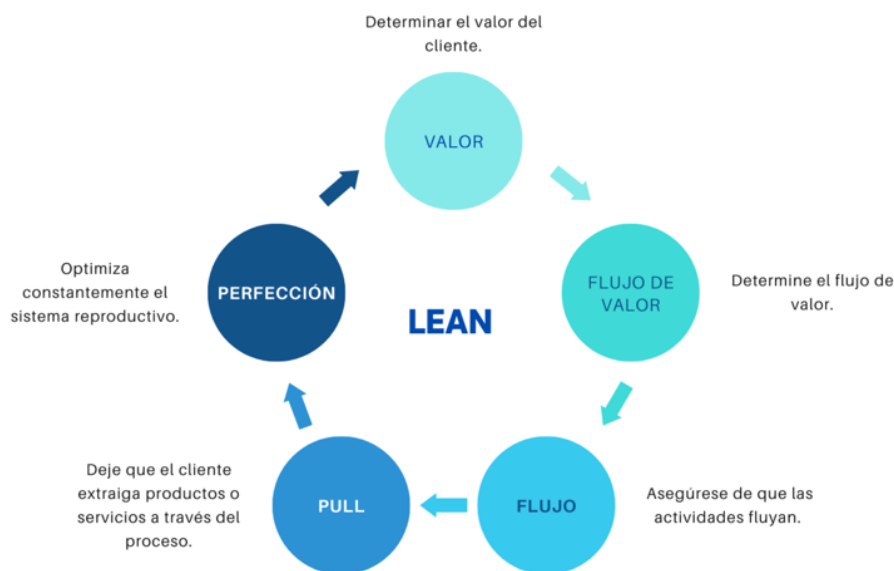 Determinar el valor del
cliente.
VALOR
FLUJO DE
VALOR
Determine el flujo de
valor.
FLUJO
Asegúrese de que las
actividades fluyan.
PULL
Deje que el cliente
extraiga productos o
servicios a través del
proceso.
PERFECCIÓN
Optimiza
constantemente el
sistema reproductivo.
LEAN